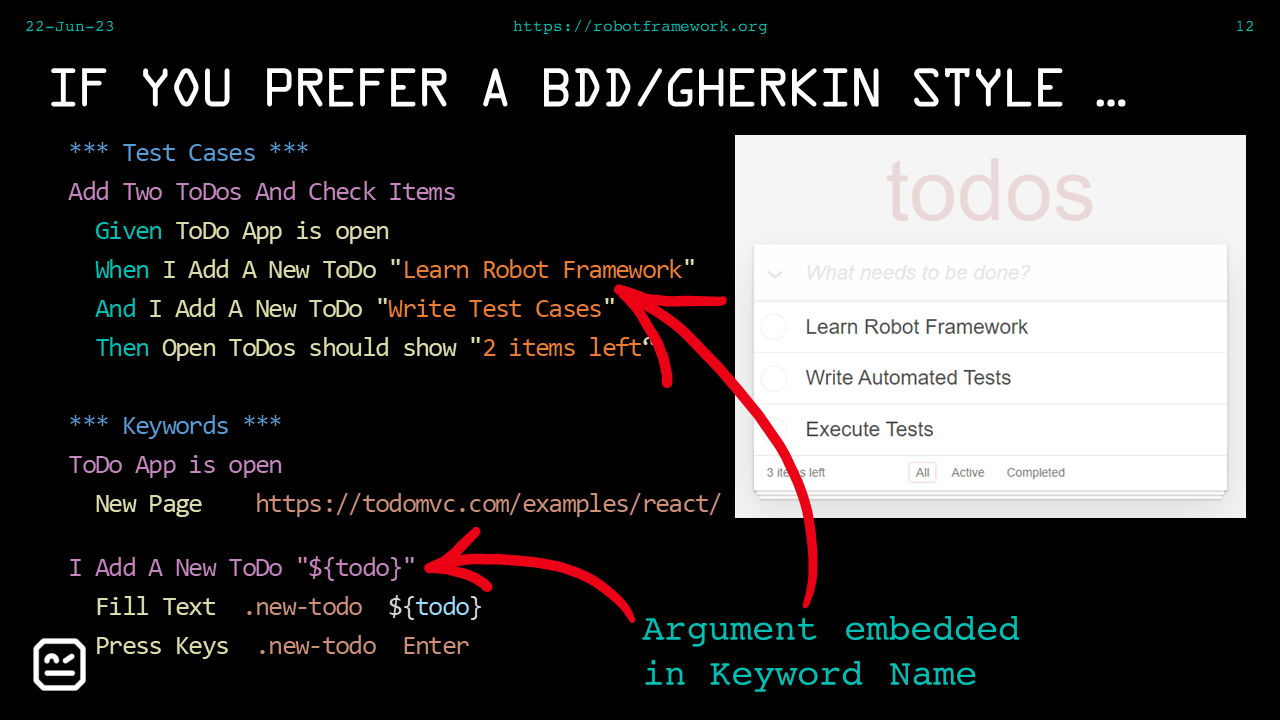 22-Jun-23
https://robotframework.org
12
IF YOU PREFER A BDD/GHERKIN STYLE …
*** Test Cases ***
Add Two ToDos And Check Items
Given ToDo App is open
When I Add A New ToDo "Learn Robot Framework"
And I Add A New ToDo "Write Test Cases"
Then Open ToDos should show "2 items left“
*** Keywords ***
ToDo App is open
New Page    https://todomvc.com/examples/react/
I Add A New ToDo "${todo}"
Fill Text  .new-todo  ${todo}
Press Keys  .new-todo  Enter
todos
What needs to be done?
Learn Robot Framework
Write Automated Tests
Execute Tests
3 items left
All
Active
Completed
Argument embedded
in Keyword Name